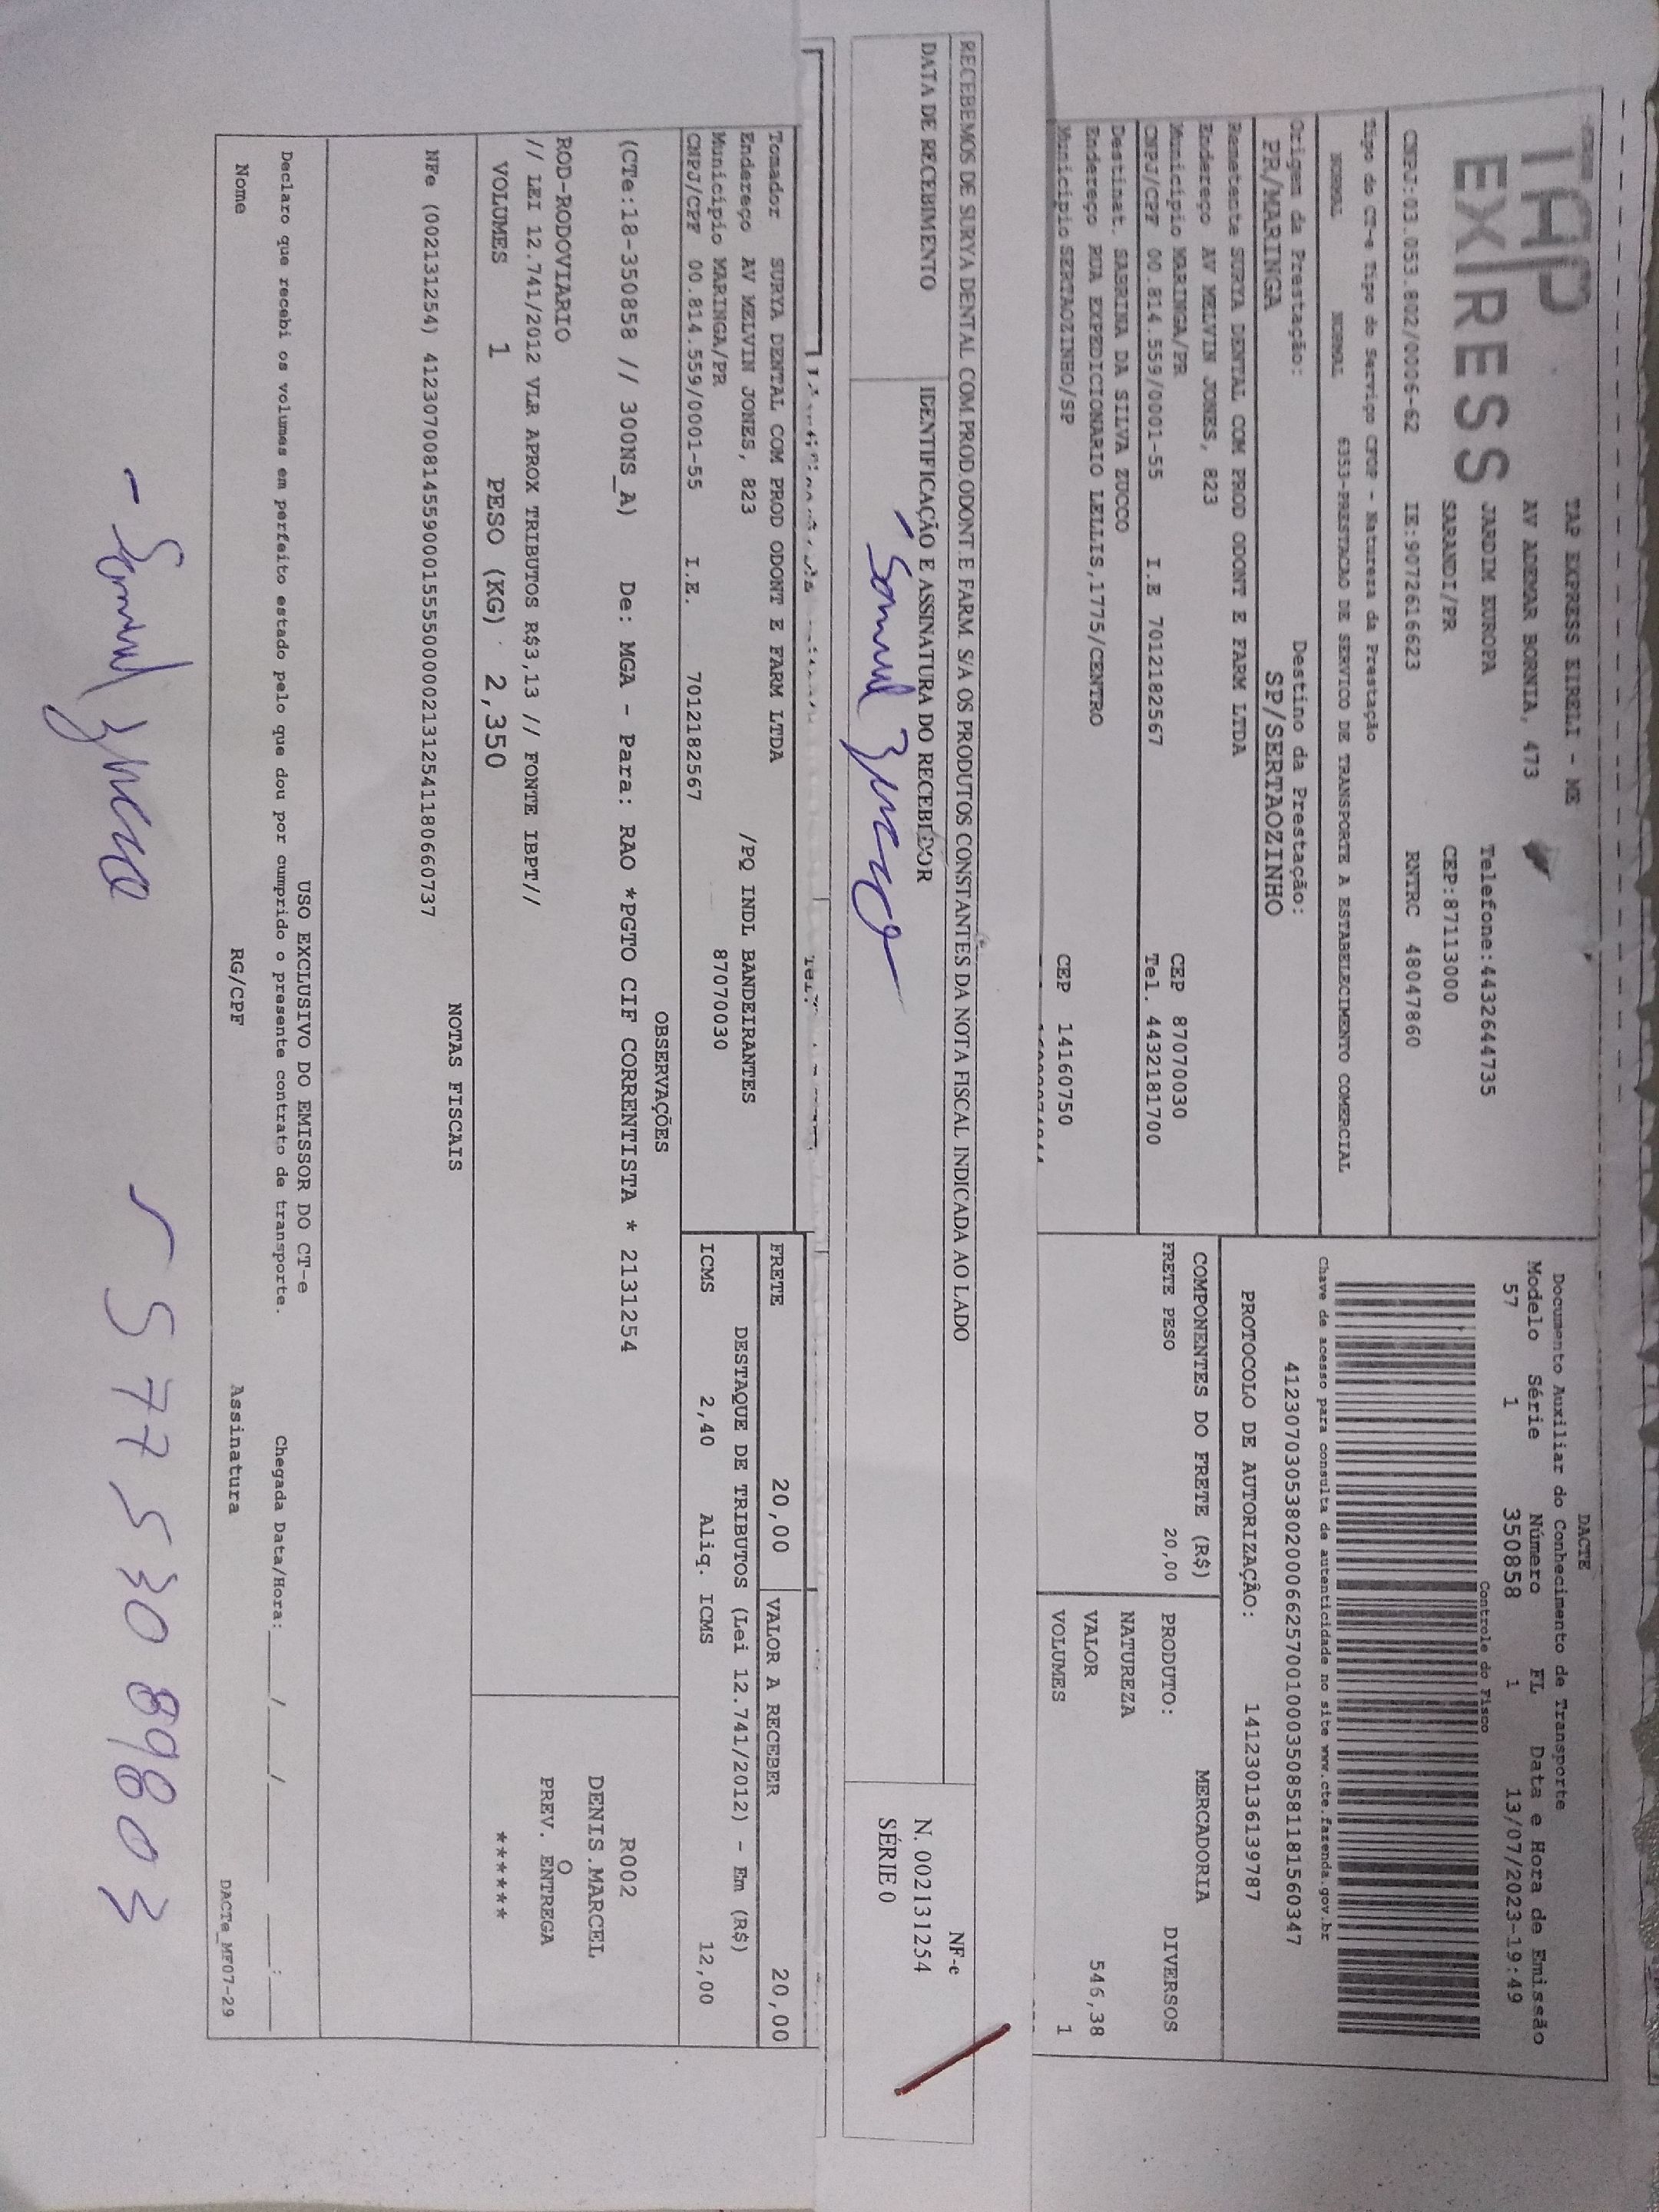 TAP
EXPRESS
TAP EXPRESS EIRELI - ME
AV ADEMAR BORNIA, 473
JARDIM EUROPA Telefone:4432644735
SARANDI/PR CEP:87113000
CNPJ:03.053.802/0006-62 IE:9072616623 RNTRC 48047860
Tipo do CT-e Tipo do Serviço CFOP - Natureza da Prestação
NORMAL NORMAL 6353-PRESTACAO DE SERVICO DE TRANSPORTE A ESTABELECIMENTO COMERCIAL
Origem da Prestação: Destino da Prestação:
PR/MARINGA SP/SERTAOZINHO
Remetente SURYA DENTAL COM PROD ODONT E FARM LTDA
Endereço AV MELVIN JONES, 823
Municipio MARINGA/PR CEP 87070030
CNPJ/CPF 00.814.559/0001-55 I.E 7012182567 Tel. 4432181700
Destinat. SABRINA DA SILVA ZUCCO
Endereço RUA EXPEDICIONARIO LELLIS,1775/CENTRO
Municipio SERTAOZINHO/SP CEP 14160750
DACTE
Documento Auxiliar do Conhecimento de Transporte
Modelo Série Número FL Data e Hora de Emissão
57 1 350858 1 13/07/2023-19:49
Controle do Fisco
Chave de acesso para consulta de autenticidade no site www.cte.fazenda.gov.br
41230703053802000662570010003508581181560347
PROTOCOLO DE AUTORIZAÇÃO: 141230136139787
COMPONENTES DO FRETE (R$) MERCADORIA
FRETE PESO 20,00 PRODUTO: DIVERSOS
NATUREZA
VALOR 546,38
VOLUMES 1
RECEBEMOS DE SURYA DENTAL COM PROD.ODONT.E FARM S/A OS PRODUTOS CONSTANTES DA NOTA FISCAL INDICADA AO LADO
DATA DE RECEBIMENTO IDENTIFICAÇÃO E ASSINATURA DO RECEBEDOR
NF-e
N. 002131254
SÉRIE 0
Tomador SURYA DENTAL COM PROD ODONT E FARM LTDA
Endereço AV MELVIN JONES, 823 /PQ INDL BANDEIRANTES
Municipio MARINGA/PR 87070030
CNPJ/CPF 00.814.559/0001-55 I.E. 7012182567
FRETE 20,00 VALOR A RECEBER 20,00
DESTAQUE DE TRIBUTOS (Lei 12.741/2012) - Em (R$)
ICMS 2,40 Aliq. ICMS 12,00
OBSERVAÇÕES
(CTe:18-350858 // 300NS_A) De: MGA - Para: RAO *PGTO CIF CORRENTISTA * 2131254
ROD-RODOVIARIO
// LEI 12.741/2012 VLR APROX TRIBUTOS R$3,13 // FONTE IBPT//
R002
DENIS.MARCEL
O
PREV. ENTREGA
******
VOLUMES 1 PESO (KG) 2,350
NOTAS FISCAIS
NFe (002131254) 41230700814559000155550000021312541180660737
USO EXCLUSIVO DO EMISSOR DO CT-e
Declaro que recebi os volumes em perfeito estado pelo que dou por cumprido o presente contrato de transporte. Chegada Data/Hora:____/____/______ ____:____
Nome RG/CPF Assinatura DACTe_MF07-29
577530 89803